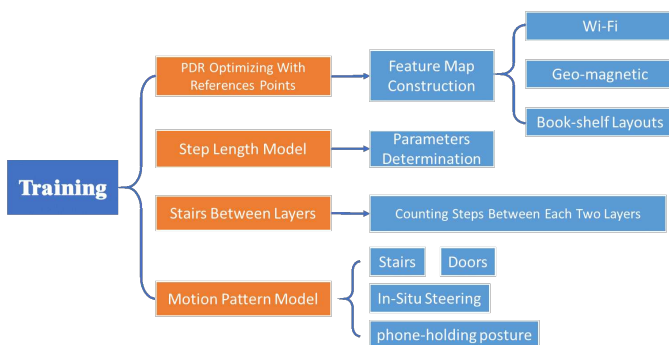 Training
PDR Optimizing With
References Points
Feature Map
Construction
Wi-Fi
Geo-magnetic
Book-shelf Layouts
Step Length Model
Parameters
Determination
Stairs Between Layers
Counting Steps Between Each Two Layers
Motion Pattern Model
Stairs
Doors
In-Situ Steering
phone-holding posture